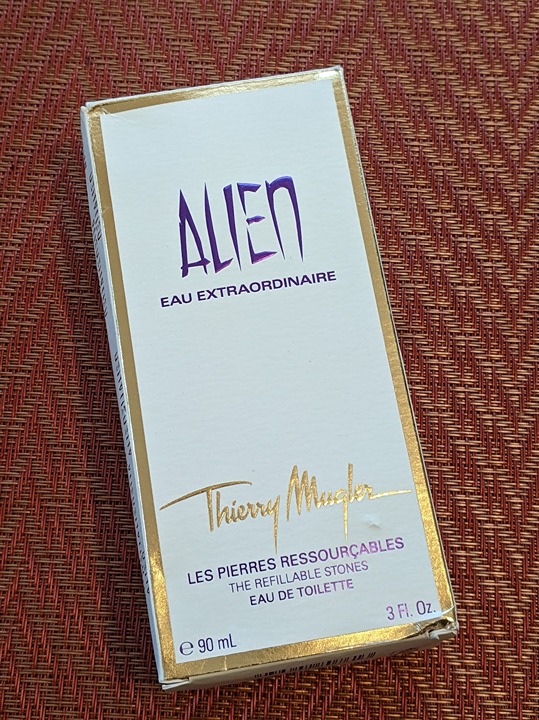 ALIEN
EAU EXTRAORDINAIRE
Thierry Mugler
LES PIERRES RESSOURÇABLES
THE REFILLABLE STONES
EAU DE TOILETTE
3 Fl. Oz.
℮ 90 mL